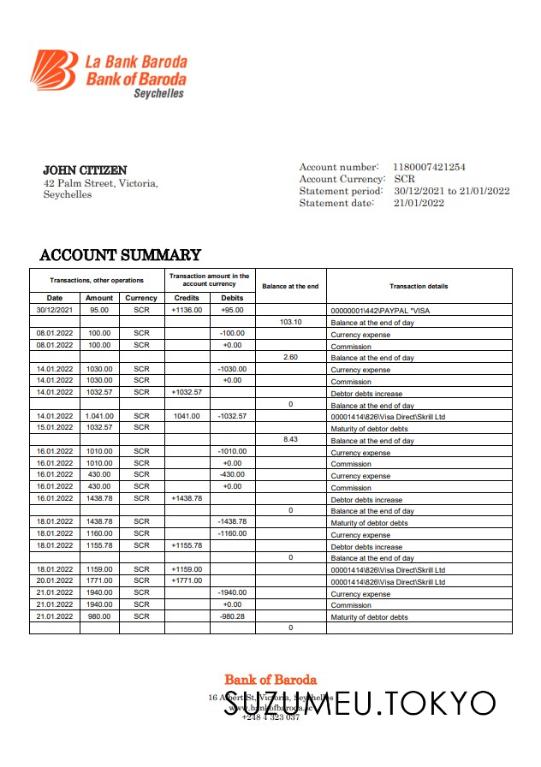 La Bank Baroda
Bank of Baroda
Seychelles
JOHN CITIZEN
42 Palm Street, Victoria,
Seychelles
Account number: 1180007421254
Account Currency: SCR
Statement period: 30/12/2021 to 21/01/2022
Statement date: 21/01/2022
ACCOUNT SUMMARY
Transactions, other operations Transaction amount in the account currency Balance at the end Transaction details
Date Amount Currency Credits Debits
30/12/2021 95.00 SCR +1136.00 +95.00 00000001\442\PAYPAL *VISA
103.10 Balance at the end of day
08.01.2022 100.00 SCR -100.00 Currency expense
08.01.2022 100.00 SCR +0.00 Commission
2.60 Balance at the end of day
14.01.2022 1030.00 SCR -1030.00 Currency expense
14.01.2022 1030.00 SCR +0.00 Commission
14.01.2022 1032.57 SCR +1032.57 Debtor debts increase
0 Balance at the end of day
14.01.2022 1.041.00 SCR 1041.00 -1032.57 00001414\826\Visa Direct\Skrill Ltd
15.01.2022 1032.57 SCR Maturity of debtor debts
8.43 Balance at the end of day
16.01.2022 1010.00 SCR -1010.00 Currency expense
16.01.2022 1010.00 SCR +0.00 Commission
16.01.2022 430.00 SCR -430.00 Currency expense
16.01.2022 430.00 SCR +0.00 Commission
16.01.2022 1438.78 SCR +1438.78 Debtor debts increase
0 Balance at the end of day
18.01.2022 1438.78 SCR -1438.78 Maturity of debtor debts
18.01.2022 1160.00 SCR -1160.00 Currency expense
18.01.2022 1155.78 SCR +1155.78 Debtor debts increase
0 Balance at the end of day
18.01.2022 1159.00 SCR +1159.00 00001414\826\Visa Direct\Skrill Ltd
20.01.2022 1771.00 SCR +1771.00 00001414\826\Visa Direct\Skrill Ltd
21.01.2022 1940.00 SCR -1940.00 Currency expense
21.01.2022 1940.00 SCR +0.00 Commission
21.01.2022 980.00 SCR -980.28 Maturity of debtor debts
0
Bank of Baroda
16 Albert St, Victoria, Seychelles
SUZUMEU.TOKYO
+248 4 323 037